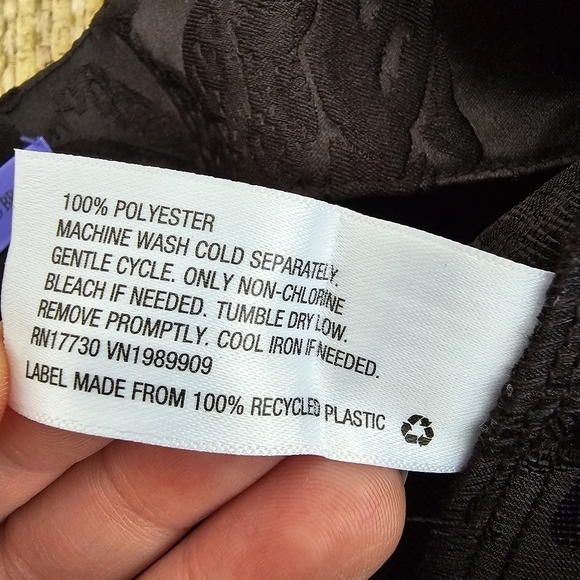 100% POLYESTER
MACHINE WASH COLD SEPARATELY.
GENTLE CYCLE. ONLY NON-CHLORINE
BLEACH IF NEEDED. TUMBLE DRY LOW.
REMOVE PROMPTLY. COOL IRON IF NEEDED.
RN17730 VN1989909
LABEL MADE FROM 100% RECYCLED PLASTIC